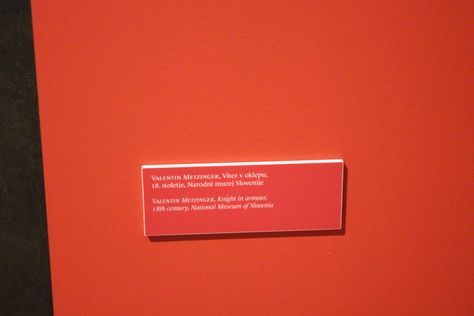 Valentin Metzinger, Vitez v oklepu,
18. stoletje, Narodni muzej Slovenije
Valentin Metzinger, Knight in armour,
18th century, National Museum of Slovenia